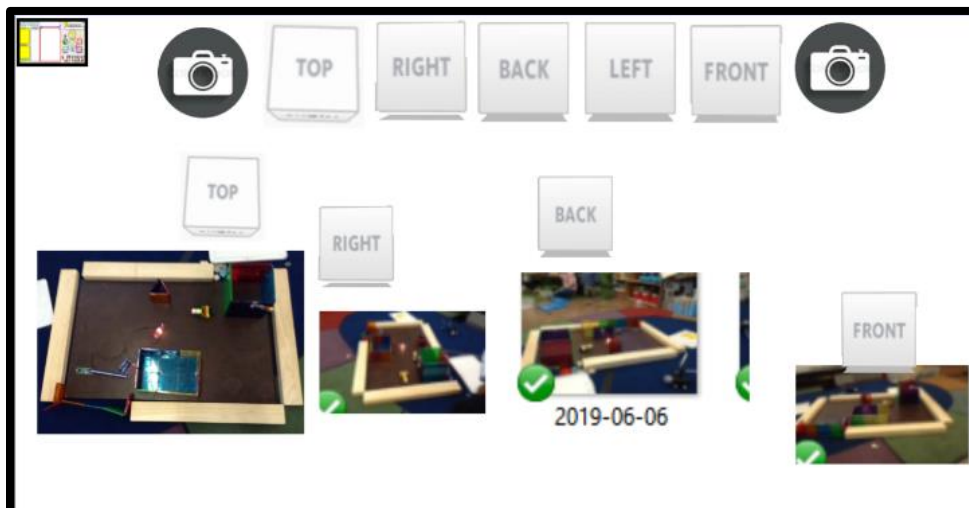 TOP RIGHT BACK LEFT FRONT
TOP
RIGHT
BACK
FRONT
2019-06-06